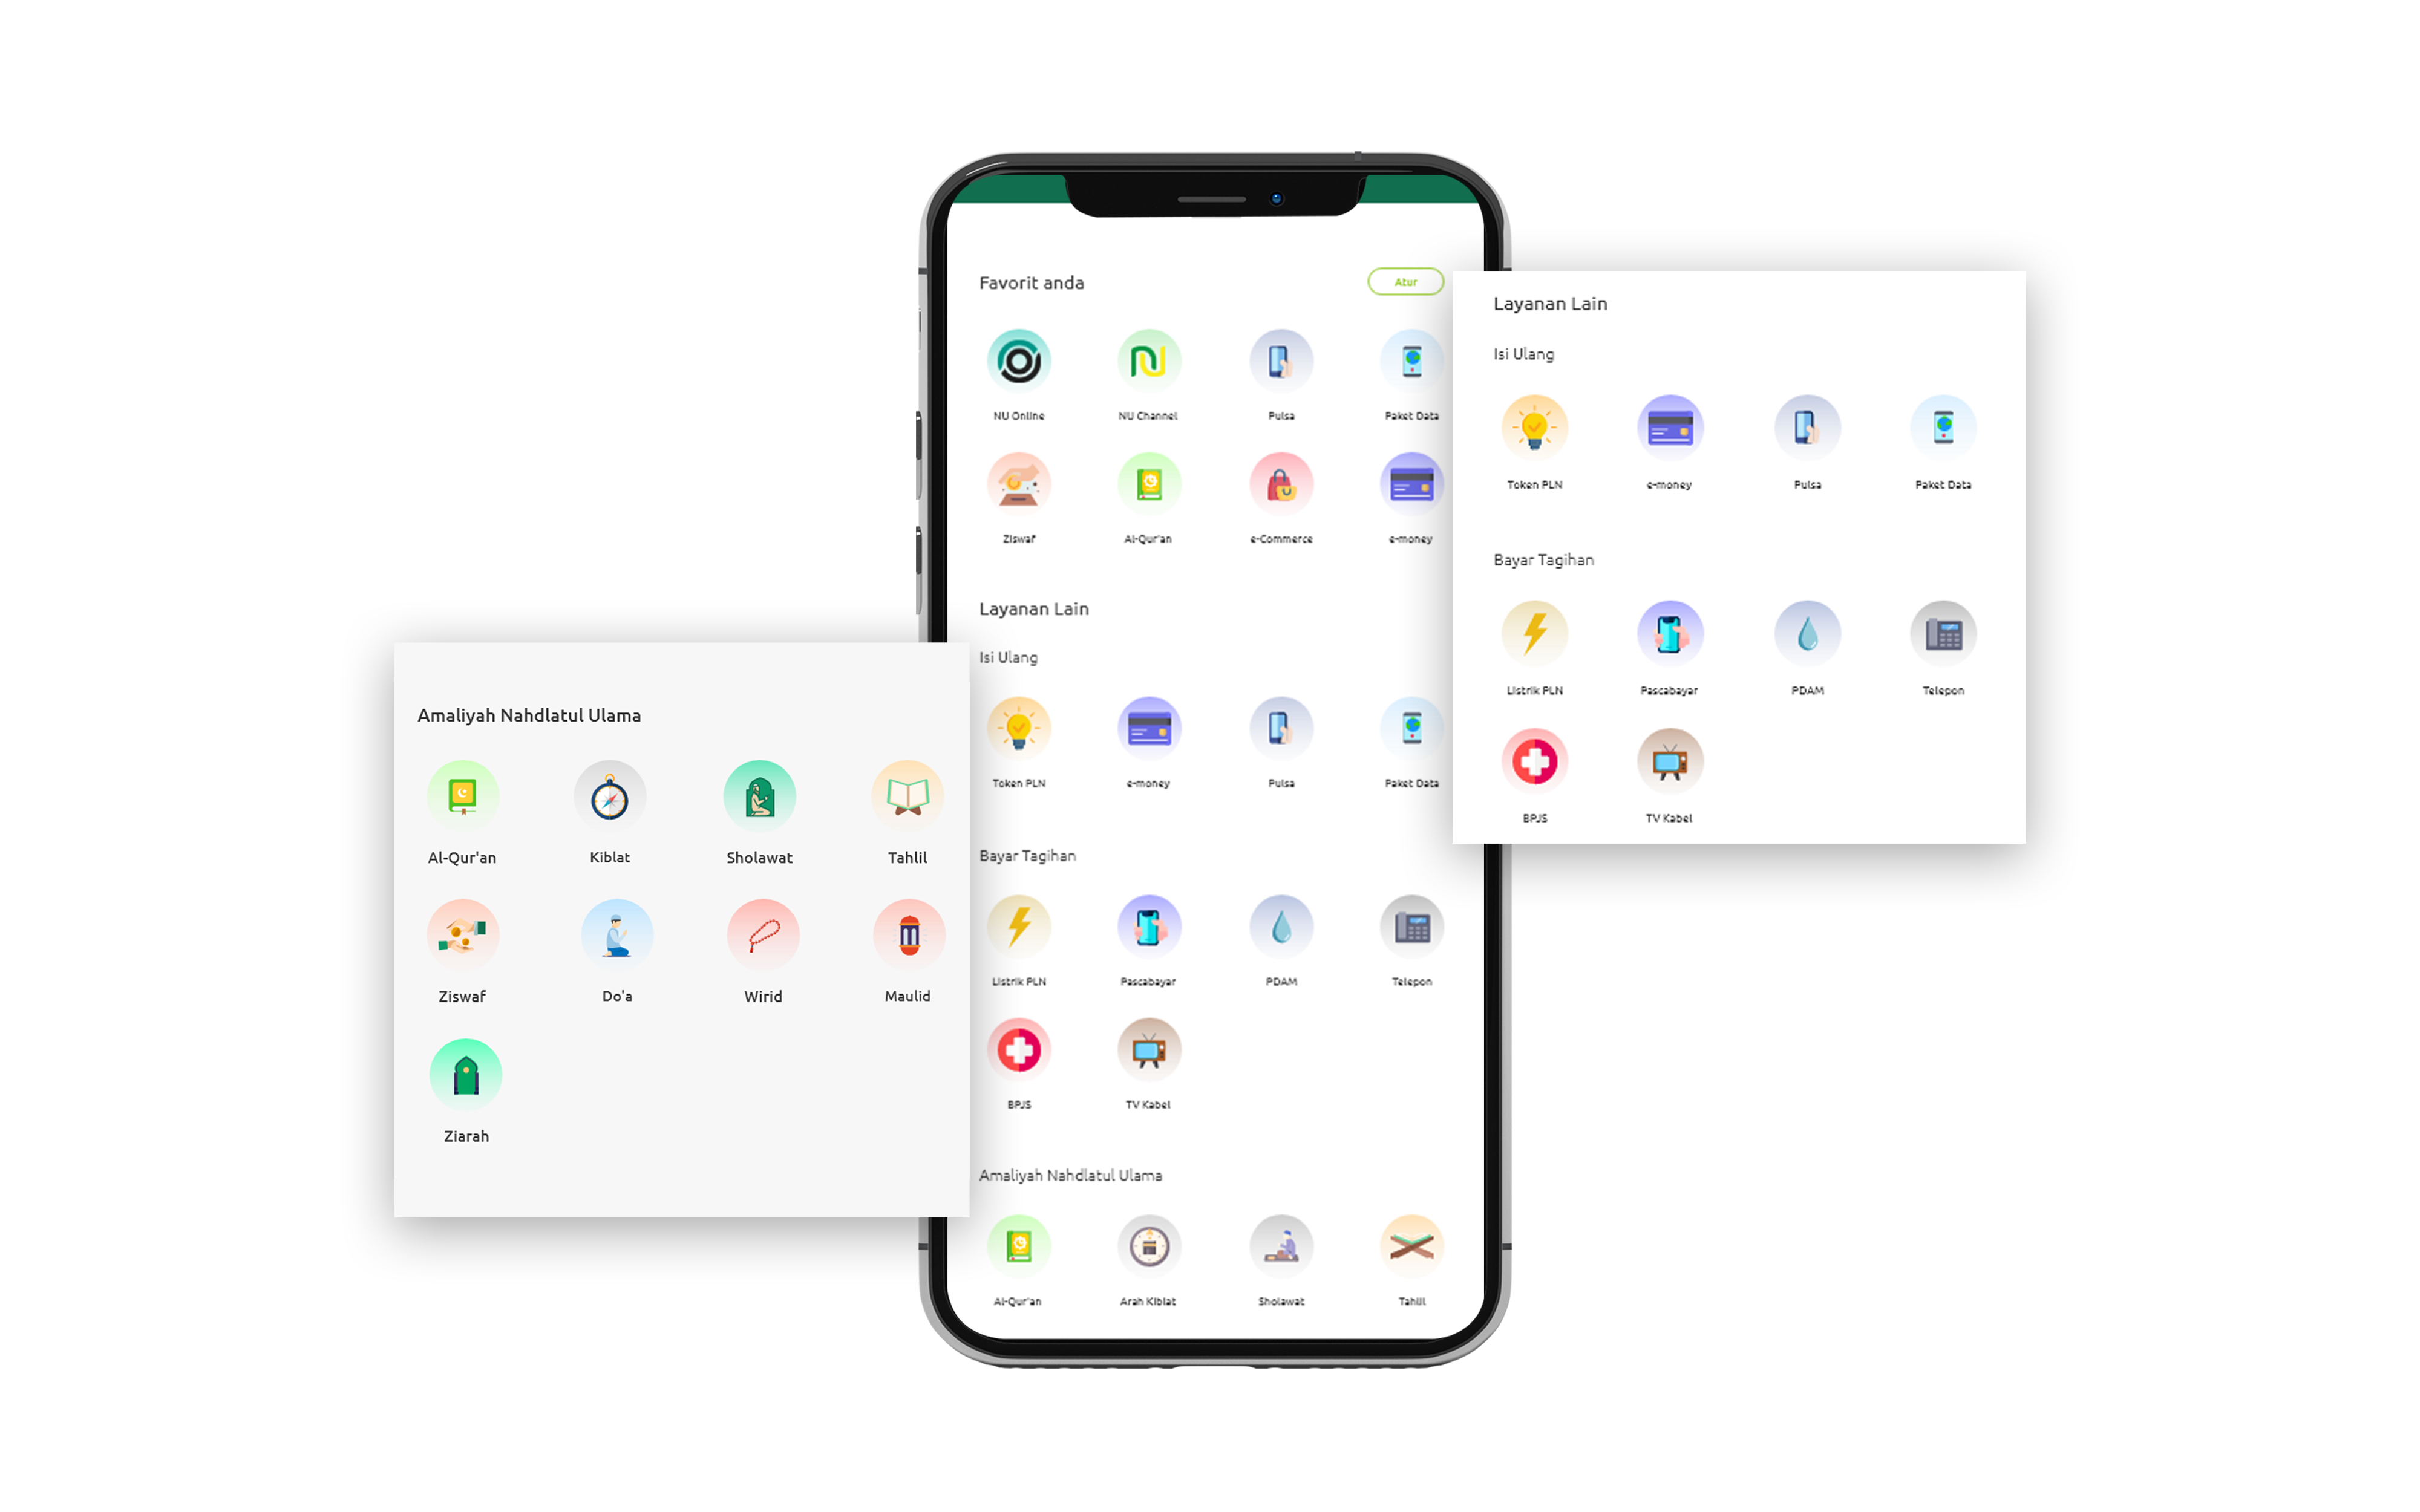 Favorit anda
Atur
NU Online NU Channel Pulsa Paket Data
Ziswaf Al-Qur'an e-Commerce e-money
Layanan Lain
Isi Ulang
Token PLN e-money Pulsa Paket Data
Bayar Tagihan
Listrik PLN Pascabayar PDAM Telepon
BPJS TV Kabel
Amaliyah Nahdlatul Ulama
Al-Qur'an Arah Kiblat Sholawat Tahlil
Layanan Lain
Isi Ulang
Token PLN e-money Pulsa Paket Data
Bayar Tagihan
Listrik PLN Pascabayar PDAM Telepon
BPJS TV Kabel
Amaliyah Nahdlatul Ulama
Al-Qur'an Kiblat Sholawat Tahlil
Ziswaf Do'a Wirid Maulid
Ziarah